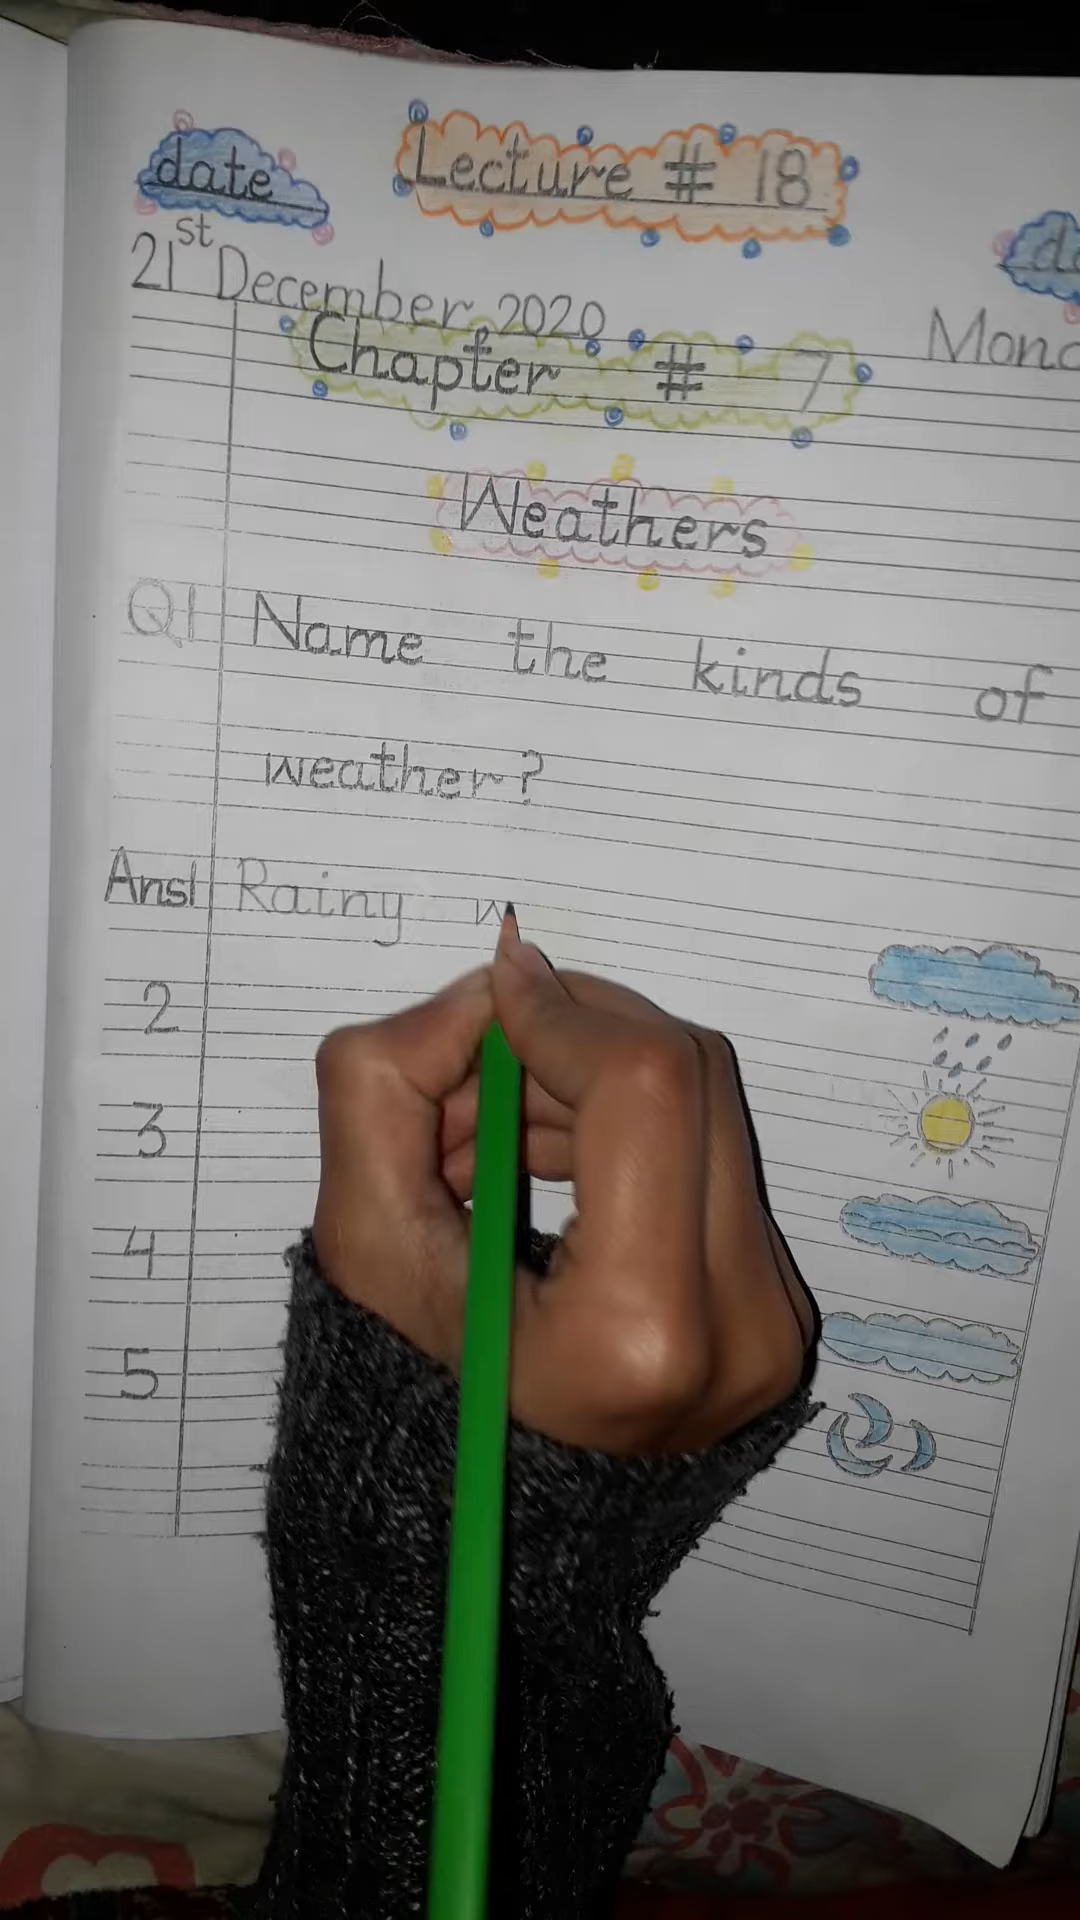 date
Lecture # 18
21st December, 2020
Chapter # 7
Weathers
Q1 Name the kinds of
weather?
Ans1 Rainy w
2
3
4
5